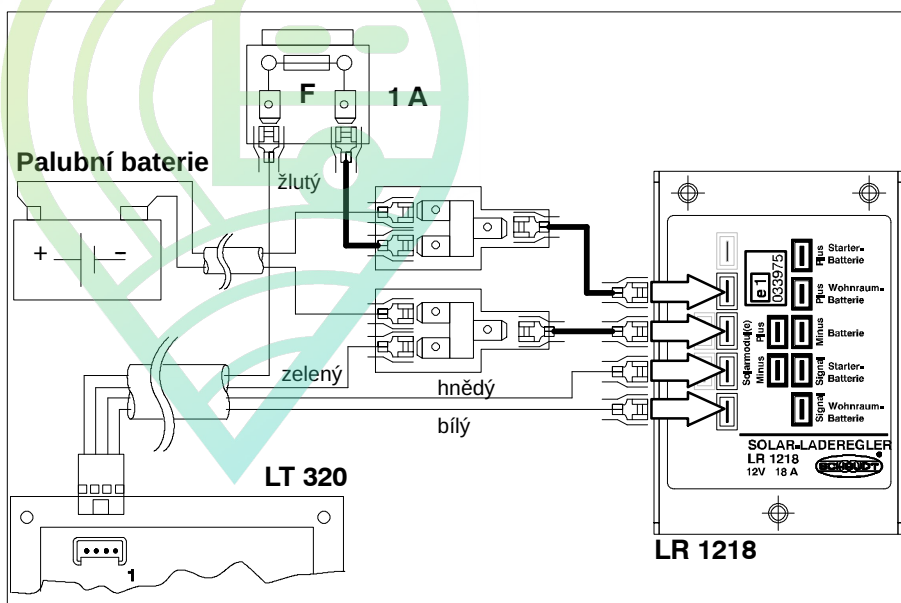 F
1 A
Palubní baterie
žlutý
+
-
zelený
hnědý
bílý
LT 320
1
e1
033975
Plus
Starter-
Batterie
Plus
Wohnraum-
Batterie
Solarmodul(e)
Plus
Minus
Minus
Batterie
Signal
Starter-
Batterie
Signal
Wohnraum-
Batterie
SOLAR-LADEREGLER
LR 1218
12V 18 A
®
LR 1218